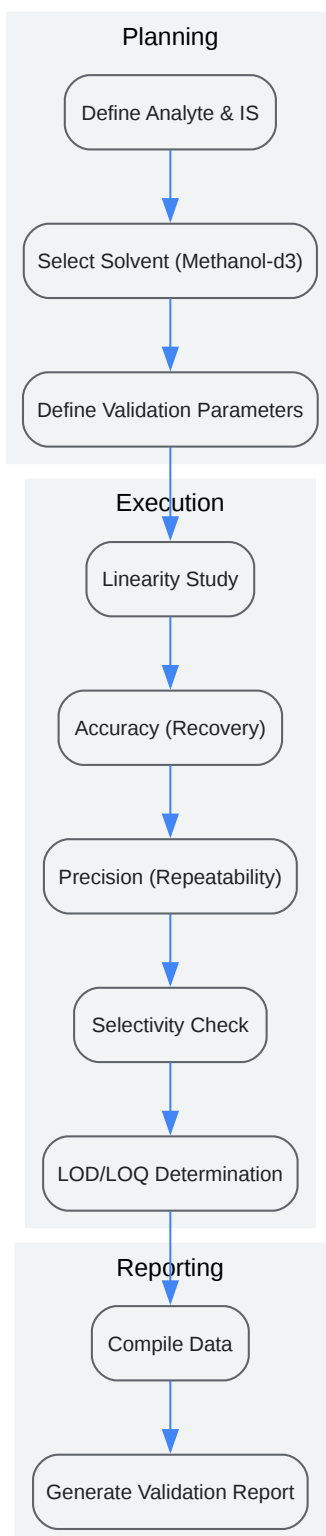 Planning
Define Analyte & IS
Select Solvent (Methanol-d3)
Define Validation Parameters
Execution
Linearity Study
Accuracy (Recovery)
Precision (Repeatability)
Selectivity Check
LOD/LOQ Determination
Reporting
Compile Data
Generate Validation Report